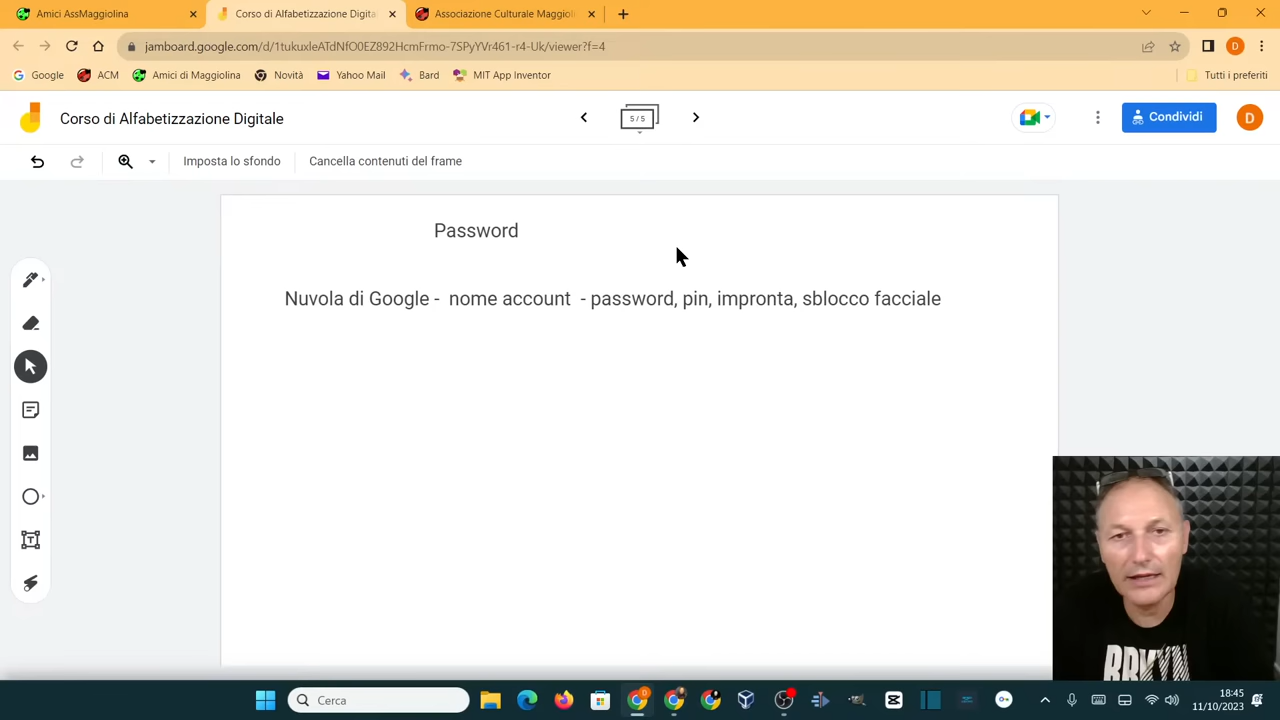 Amici AssMaggiolina
Corso di Alfabetizzazione Digita
Associazione Culturale Maggioli
jamboard.google.com/d/1tukuxleATdNfO0EZ892HcmFrmo-7SPyYVr461-r4-Uk/viewer?f=4
D
Google
ACM
Amici di Maggiolina
Novità
Yahoo Mail
Bard
MIT App Inventor
Tutti i preferiti
Corso di Alfabetizzazione Digitale
5 / 5
Condividi
D
Imposta lo sfondo
Cancella contenuti del frame
Password
Nuvola di Google - nome account - password, pin, impronta, sblocco facciale
Cerca
18:45
11/10/2023